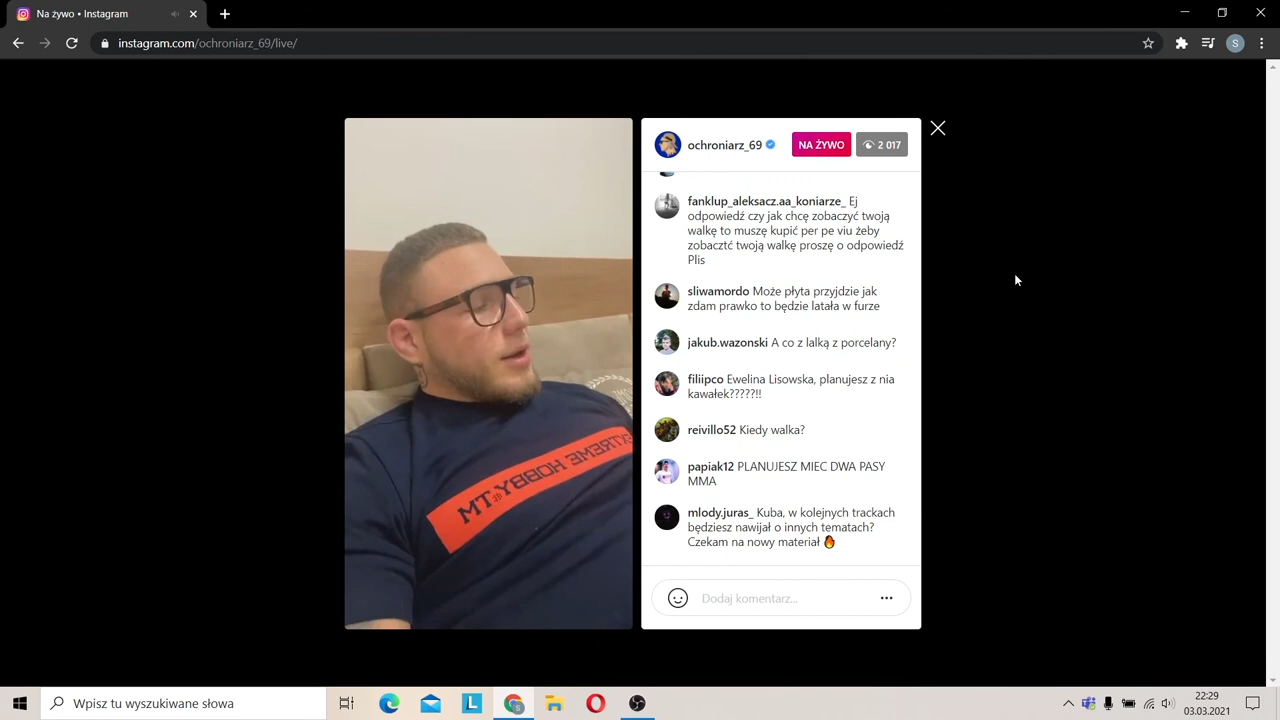 Na żywo • Instagram
instagram.com/ochroniarz_69/live/
S
ochroniarz_69
NA ŻYWO
2 017
fanklup_aleksacz.aa_koniarze_ Ej
odpowiedź czy jak chcę zobaczyć twoją
walkę to muszę kupić per pe viu żeby
zobacztć twoją walkę proszę o odpowiedź
Plis
sliwamordo Może płyta przyjdzie jak
zdam prawko to będzie latała w furze
jakub.wazonski A co z lalką z porcelany?
filiipco Ewelina Lisowska, planujesz z nia
kawałek?????!!
reivillo52 Kiedy walka?
papiak12 PLANUJESZ MIEC DWA PASY
MMA
mlody.juras_ Kuba, w kolejnych trackach
będziesz nawijał o innych tematach?
Czekam na nowy materiał 🔥
Dodaj komentarz...
EXTREME HOBBY.TM
Wpisz tu wyszukiwane słowa
L
22:29
03.03.2021